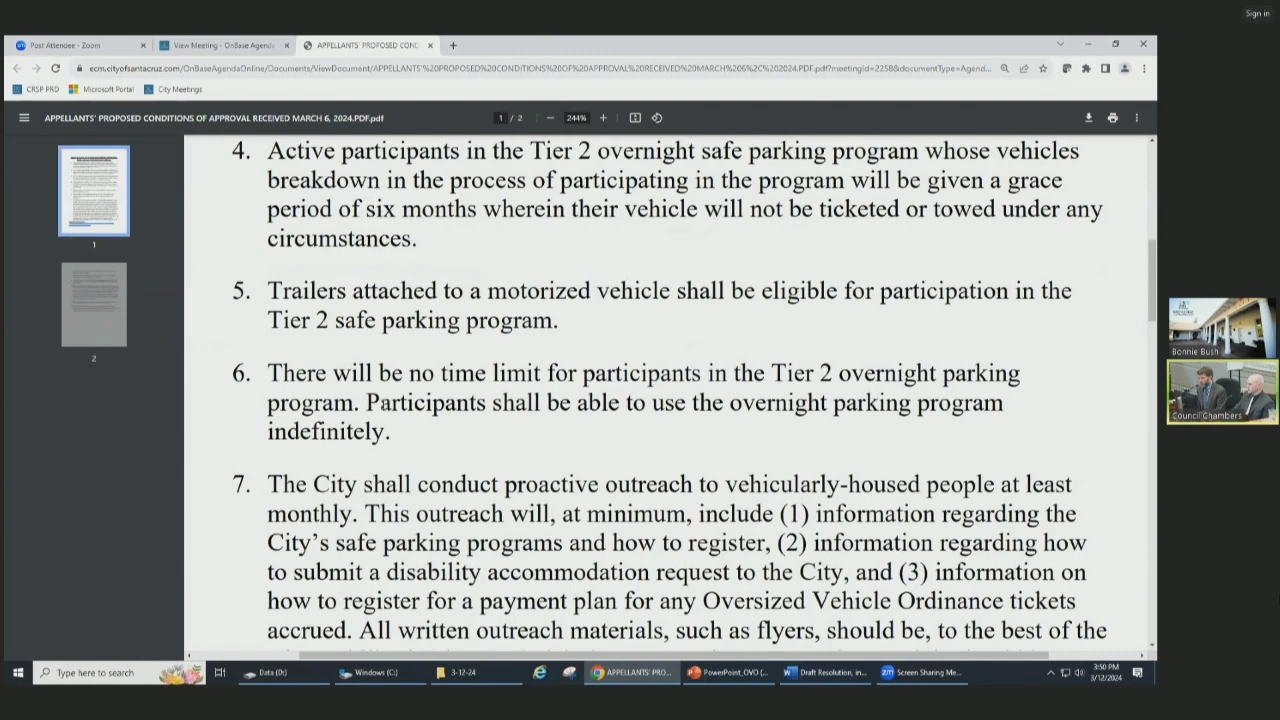 Sign in
Post Attendee - Zoom
View Meeting - OnBase Agenda
APPELLANTS' PROPOSED CONE
ecm.cityofsantacruz.com/OnBaseAgendaOnline/Documents/ViewDocument/APPELLANTS'%20PROPOSED%20CONDITIONS%20OF%20APPROVAL%20RECEIVED%20MARCH%206%2C%202024.PDF.pdf?meetingId=2258&documentType=Agend...
CRSP PRD
Microsoft Portal
City Meetings
APPELLANTS' PROPOSED CONDITIONS OF APPROVAL RECEIVED MARCH 6, 2024.PDF.pdf
1 / 2
244%
4. Active participants in the Tier 2 overnight safe parking program whose vehicles
breakdown in the process of participating in the program will be given a grace
period of six months wherein their vehicle will not be ticketed or towed under any
circumstances.
5. Trailers attached to a motorized vehicle shall be eligible for participation in the
Tier 2 safe parking program.
6. There will be no time limit for participants in the Tier 2 overnight parking
program. Participants shall be able to use the overnight parking program
indefinitely.
7. The City shall conduct proactive outreach to vehicularly-housed people at least
monthly. This outreach will, at minimum, include (1) information regarding the
City's safe parking programs and how to register, (2) information regarding how
to submit a disability accommodation request to the City, and (3) information on
how to register for a payment plan for any Oversized Vehicle Ordinance tickets
accrued. All written outreach materials, such as flyers, should be, to the best of the
1
2
Bonnie Bush
Council Chambers
Type here to search
Data (D:)
Windows (C:)
3-12-24
APPELLANTS' PRO...
PowerPoint_OVO (...
Draft Resolution, in...
Screen Sharing Me...
3:50 PM
3/12/2024